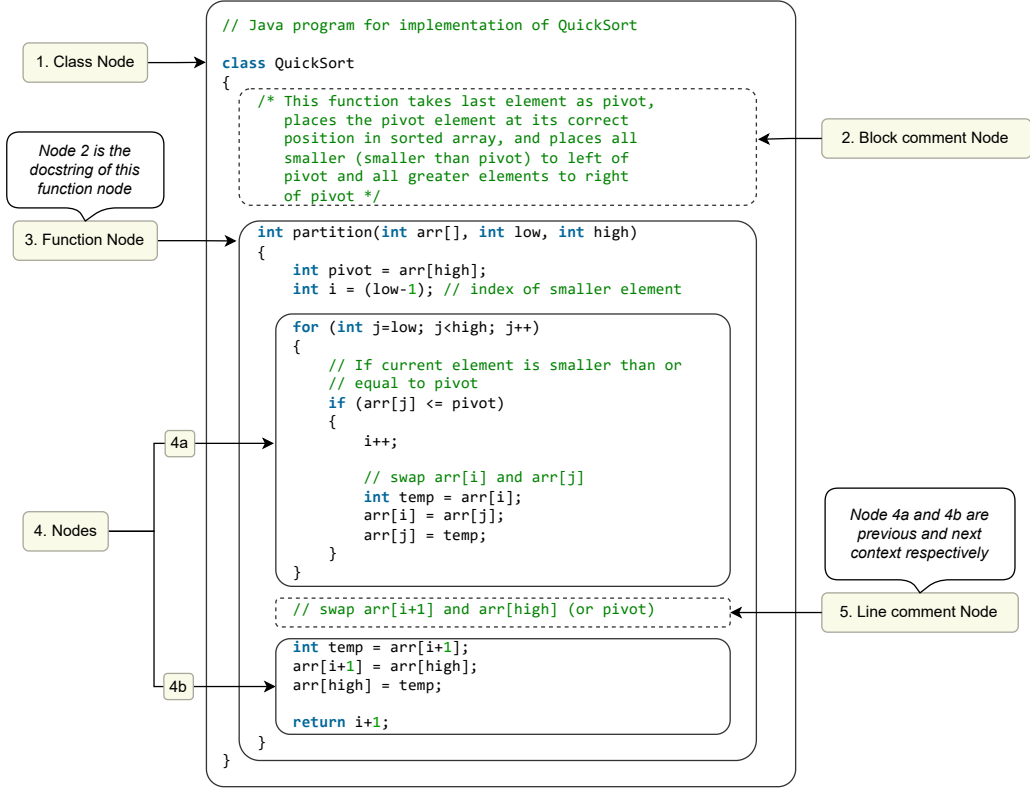 // Java program for implementation of QuickSort
1. Class Node
class QuickSort
{
/* This function takes last element as pivot,
places the pivot element at its correct
position in sorted array, and places all
smaller (smaller than pivot) to left of
pivot and all greater elements to right
of pivot */
2. Block comment Node
Node 2 is the
docstring of this
function node
3. Function Node
int partition(int arr[], int low, int high)
{
int pivot = arr[high];
int i = (low-1); // index of smaller element
for (int j=low; j<high; j++)
{
// If current element is smaller than or
// equal to pivot
if (arr[j] <= pivot)
{
i++;
// swap arr[i] and arr[j]
int temp = arr[i];
arr[i] = arr[j];
arr[j] = temp;
}
}
4a
4. Nodes
Node 4a and 4b are
previous and next
context respectively
5. Line comment Node
// swap arr[i+1] and arr[high] (or pivot)
int temp = arr[i+1];
arr[i+1] = arr[high];
arr[high] = temp;
4b
return i+1;
}
}